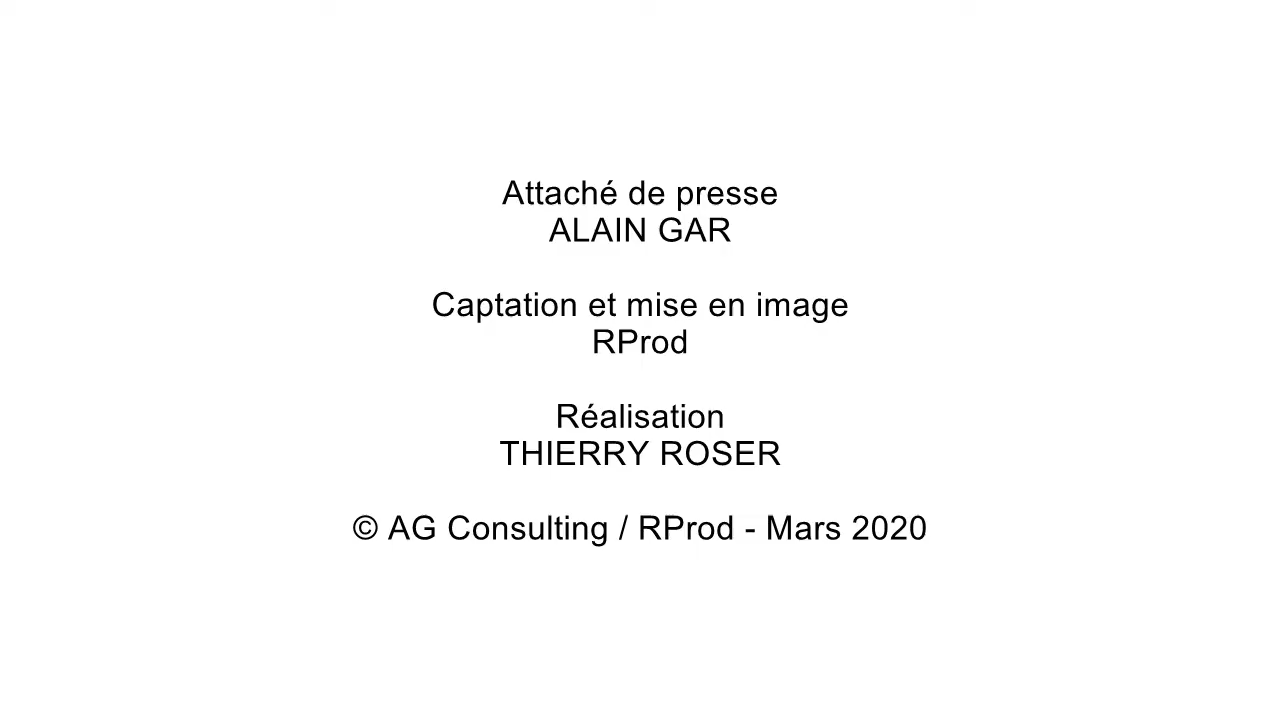 Attaché de presse
ALAIN GAR
Captation et mise en image
RProd
Réalisation
THIERRY ROSER
© AG Consulting / RProd - Mars 2020